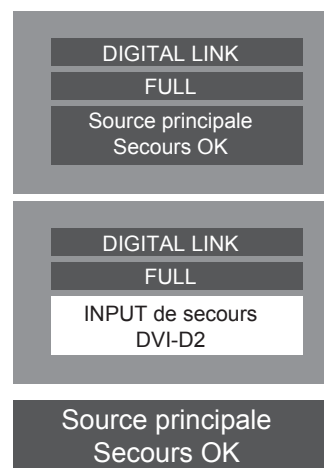 DIGITAL LINK
FULL
Source principale
Secours OK
DIGITAL LINK
FULL
INPUT de secours
DVI-D2
Source principale
Secours OK